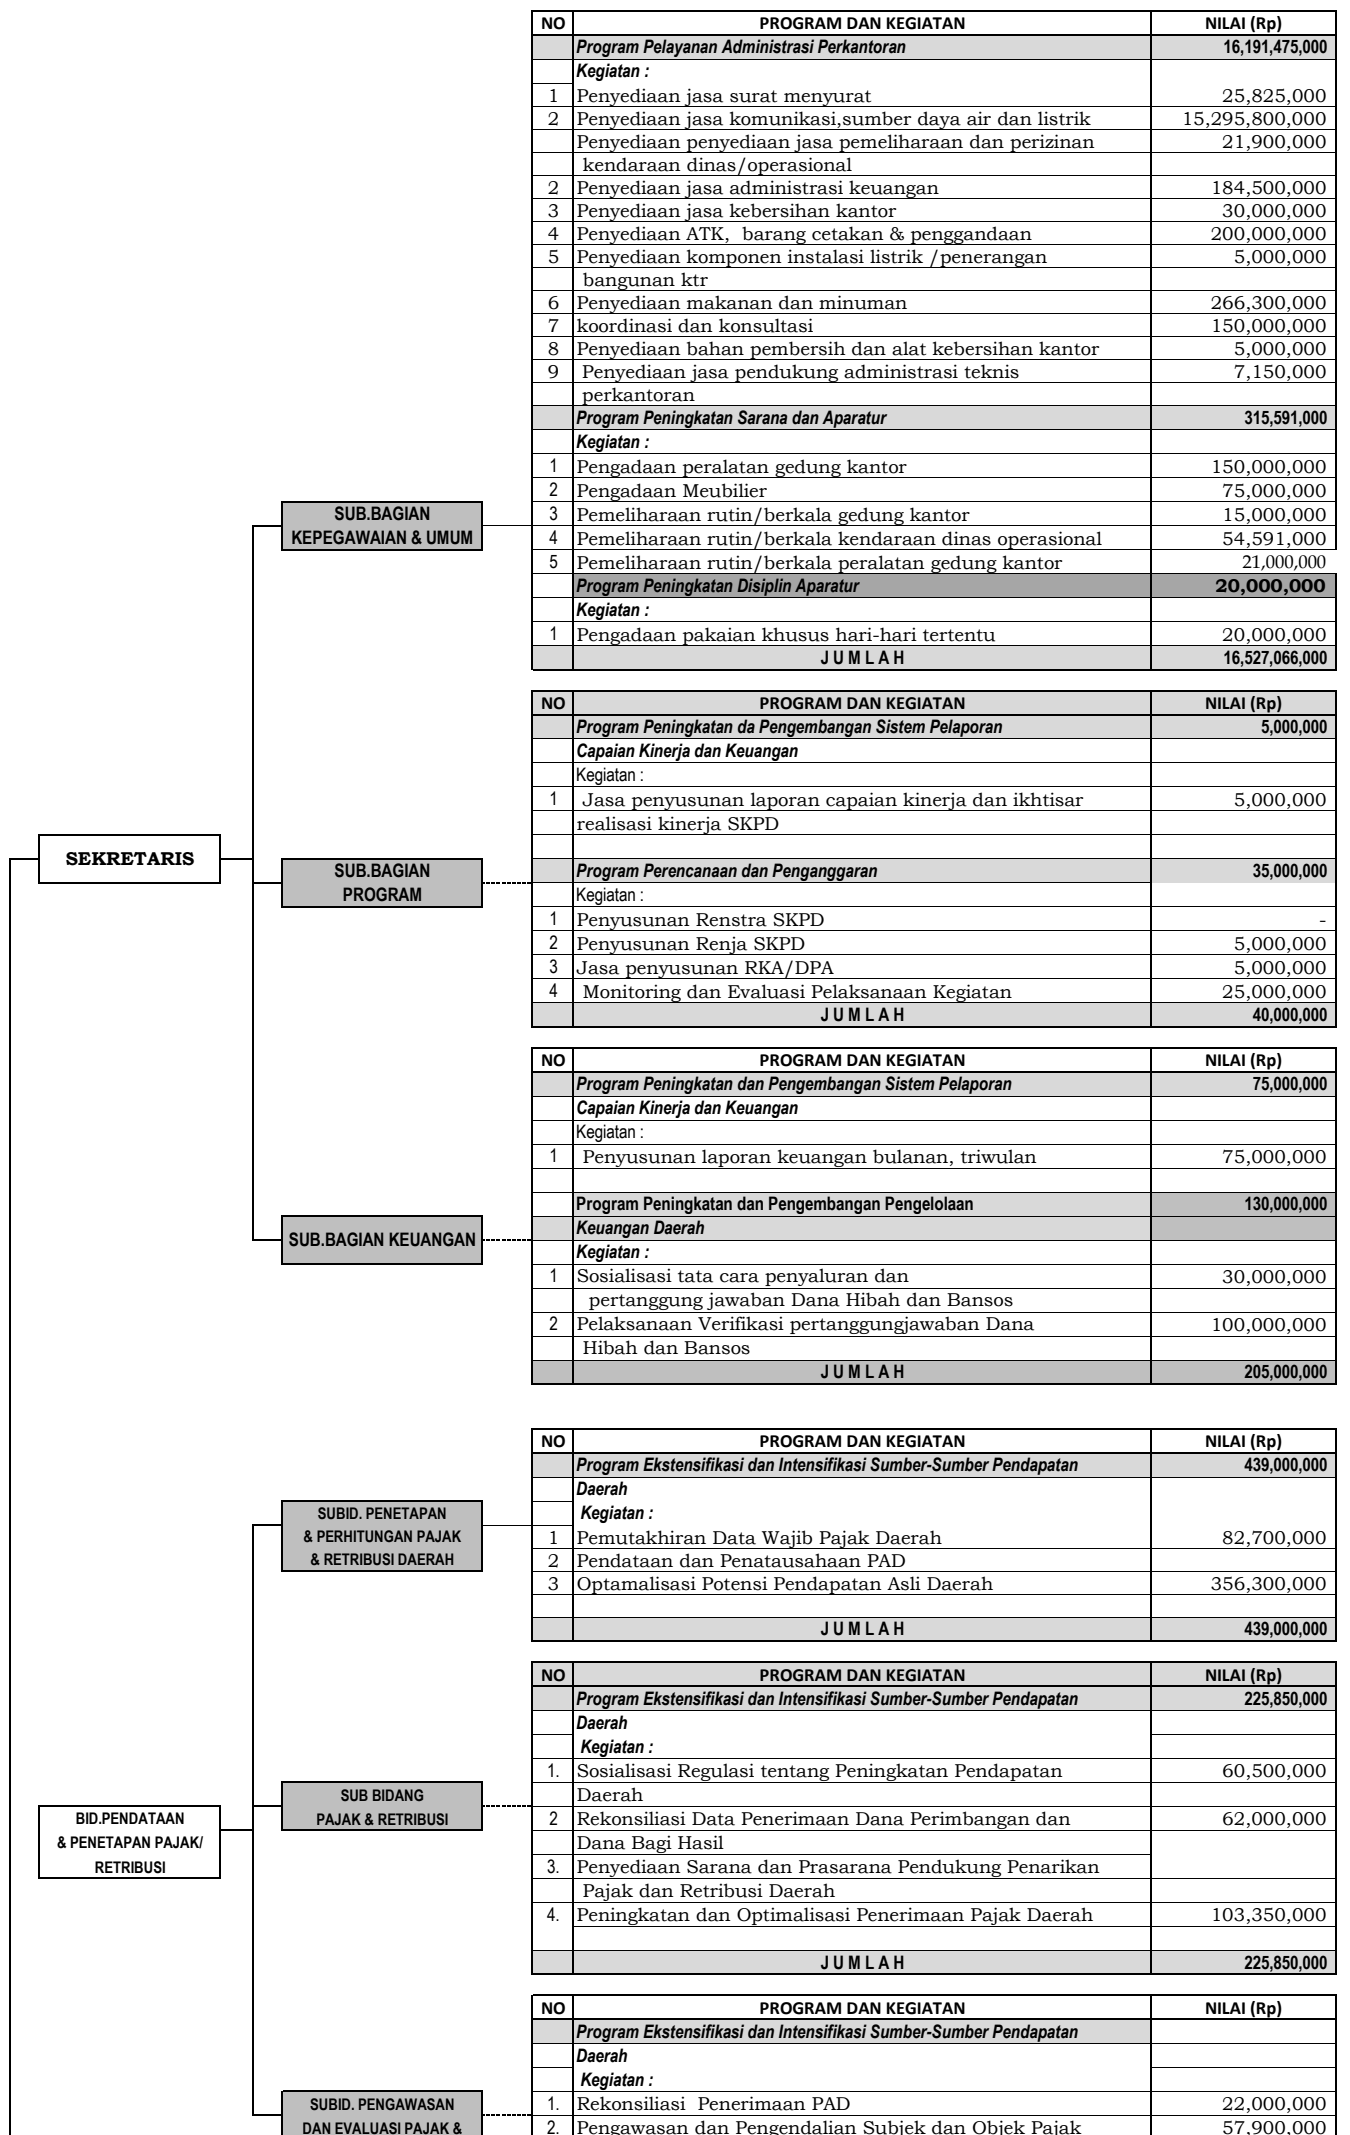 NO PROGRAM DAN KEGIATAN NILAI (Rp)
Program Pelayanan Administrasi Perkantoran 16,191,475,000
Kegiatan :
1 Penyediaan jasa surat menyurat 25,825,000
2 Penyediaan jasa komunikasi,sumber daya air dan listrik 15,295,800,000
Penyediaan penyediaan jasa pemeliharaan dan perizinan 21,900,000
kendaraan dinas/operasional
2 Penyediaan jasa administrasi keuangan 184,500,000
3 Penyediaan jasa kebersihan kantor 30,000,000
4 Penyediaan ATK, barang cetakan & penggandaan 200,000,000
5 Penyediaan komponen instalasi listrik /penerangan 5,000,000
bangunan ktr
6 Penyediaan makanan dan minuman 266,300,000
7 koordinasi dan konsultasi 150,000,000
8 Penyediaan bahan pembersih dan alat kebersihan kantor 5,000,000
9 Penyediaan jasa pendukung administrasi teknis 7,150,000
perkantoran
Program Peningkatan Sarana dan Aparatur 315,591,000
Kegiatan :
1 Pengadaan peralatan gedung kantor 150,000,000
2 Pengadaan Meubilier 75,000,000
SUB.BAGIAN
KEPEGAWAIAN & UMUM
3 Pemeliharaan rutin/berkala gedung kantor 15,000,000
4 Pemeliharaan rutin/berkala kendaraan dinas operasional 54,591,000
5 Pemeliharaan rutin/berkala peralatan gedung kantor 21,000,000
Program Peningkatan Disiplin Aparatur 20,000,000
Kegiatan :
1 Pengadaan pakaian khusus hari-hari tertentu 20,000,000
J U M L A H 16,527,066,000
NO PROGRAM DAN KEGIATAN NILAI (Rp)
Program Peningkatan da Pengembangan Sistem Pelaporan 5,000,000
Capaian Kinerja dan Keuangan
Kegiatan :
1 Jasa penyusunan laporan capaian kinerja dan ikhtisar 5,000,000
realisasi kinerja SKPD
SEKRETARIS
SUB.BAGIAN
PROGRAM
Program Perencanaan dan Penganggaran 35,000,000
Kegiatan :
1 Penyusunan Renstra SKPD -
2 Penyusunan Renja SKPD 5,000,000
3 Jasa penyusunan RKA/DPA 5,000,000
4 Monitoring dan Evaluasi Pelaksanaan Kegiatan 25,000,000
J U M L A H 40,000,000
NO PROGRAM DAN KEGIATAN NILAI (Rp)
Program Peningkatan dan Pengembangan Sistem Pelaporan 75,000,000
Capaian Kinerja dan Keuangan
Kegiatan :
1 Penyusunan laporan keuangan bulanan, triwulan 75,000,000
Program Peningkatan dan Pengembangan Pengelolaan 130,000,000
Keuangan Daerah
SUB.BAGIAN KEUANGAN
Kegiatan :
1 Sosialisasi tata cara penyaluran dan 30,000,000
pertanggung jawaban Dana Hibah dan Bansos
2 Pelaksanaan Verifikasi pertanggungjawaban Dana 100,000,000
Hibah dan Bansos
J U M L A H 205,000,000
NO PROGRAM DAN KEGIATAN NILAI (Rp)
Program Ekstensifikasi dan Intensifikasi Sumber-Sumber Pendapatan 439,000,000
Daerah
Kegiatan :
SUBID. PENETAPAN
& PERHITUNGAN PAJAK
& RETRIBUSI DAERAH
1 Pemutakhiran Data Wajib Pajak Daerah 82,700,000
2 Pendataan dan Penatausahaan PAD
3 Optamalisasi Potensi Pendapatan Asli Daerah 356,300,000
J U M L A H 439,000,000
NO PROGRAM DAN KEGIATAN NILAI (Rp)
Program Ekstensifikasi dan Intensifikasi Sumber-Sumber Pendapatan 225,850,000
Daerah
Kegiatan :
1. Sosialisasi Regulasi tentang Peningkatan Pendapatan 60,500,000
Daerah
SUB BIDANG
PAJAK & RETRIBUSI
BID.PENDATAAN
& PENETAPAN PAJAK/
RETRIBUSI
2 Rekonsiliasi Data Penerimaan Dana Perimbangan dan 62,000,000
Dana Bagi Hasil
3. Penyediaan Sarana dan Prasarana Pendukung Penarikan
Pajak dan Retribusi Daerah
4. Peningkatan dan Optimalisasi Penerimaan Pajak Daerah 103,350,000
J U M L A H 225,850,000
NO PROGRAM DAN KEGIATAN NILAI (Rp)
Program Ekstensifikasi dan Intensifikasi Sumber-Sumber Pendapatan
Daerah
Kegiatan :
SUBID. PENGAWASAN
DAN EVALUASI PAJAK &
1. Rekonsiliasi Penerimaan PAD 22,000,000
2. Pengawasan dan Pengendalian Subjek dan Objek Pajak 57,900,000